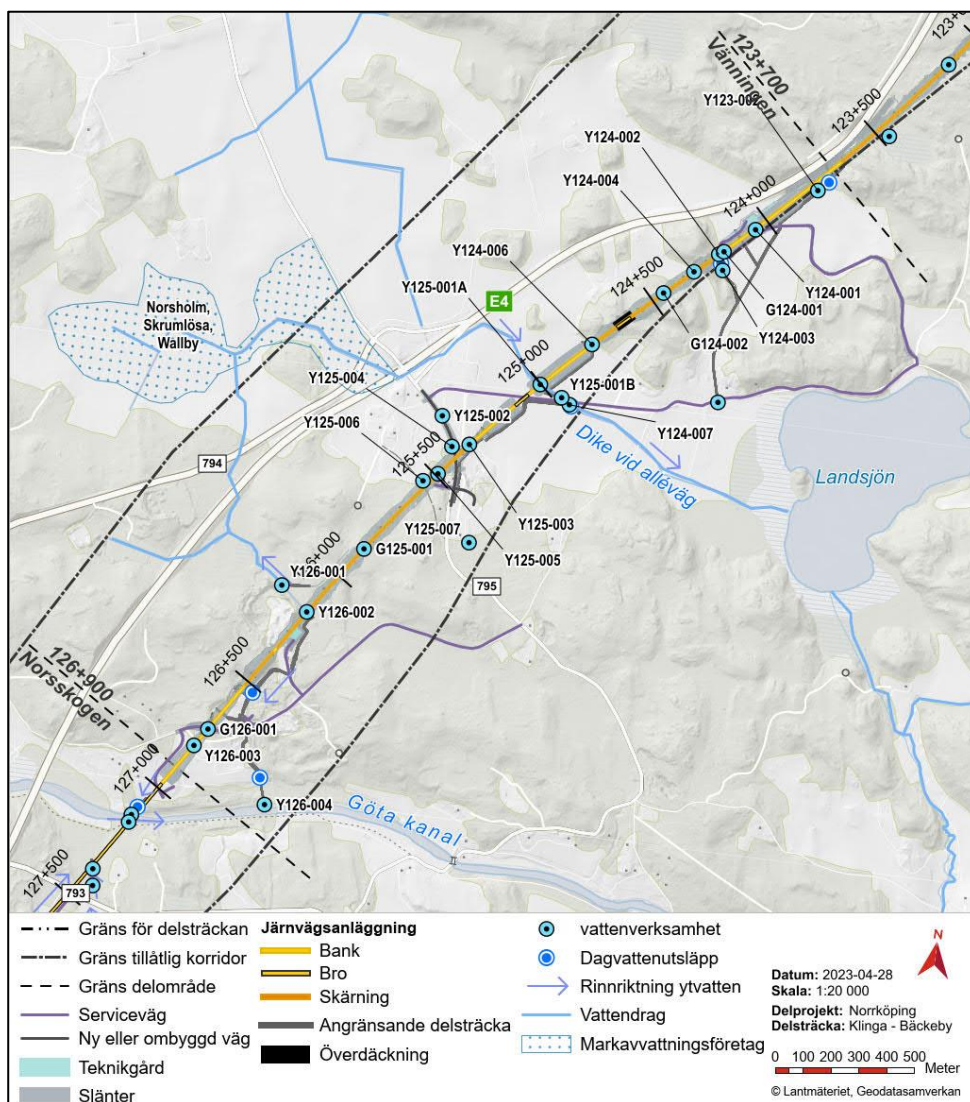 123+0
123+700
Vänningen
Y123-00
123+500
Y124-002
Y124-004
124+000
Y124-006
124+500
Y125-001A
E4
Y124-001
G124-001
Y124-003
G124-002
Norsholm,
Skrumlösa,
Wallby
125+000
Y125-004
Y125-001B
Y125-002
Y124-007
Y125-006
125+500
Dike vid alléväg
Landsjön
794
Y125-007
Y125-003
Y125-005
G125-001
6+000
Y126-001
795
Y126-002
126+500
126+900
Norsskogen
G126-001
Y126-003
127+000
Y126-004
Göta kanal
127+500
793
Gräns för delsträckan
Gräns tillåtlig korridor
Gräns delområde
Serviceväg
Ny eller ombyggd väg
Teknikgård
Slänter
Järnvägsanläggning
Bank
Bro
Skärning
Angränsande delsträcka
Överdäckning
vattenverksamhet
Dagvattenutsläpp
Rinnriktning ytvatten
Vattendrag
Markavvattningsföretag
N
Datum: 2023-04-28
Skala: 1:20 000
Delprojekt: Norrköping
Delsträcka: Klinga - Bäckeby
0 100 200 300 400 500
Meter
© Lantmäteriet, Geodatasamverkan